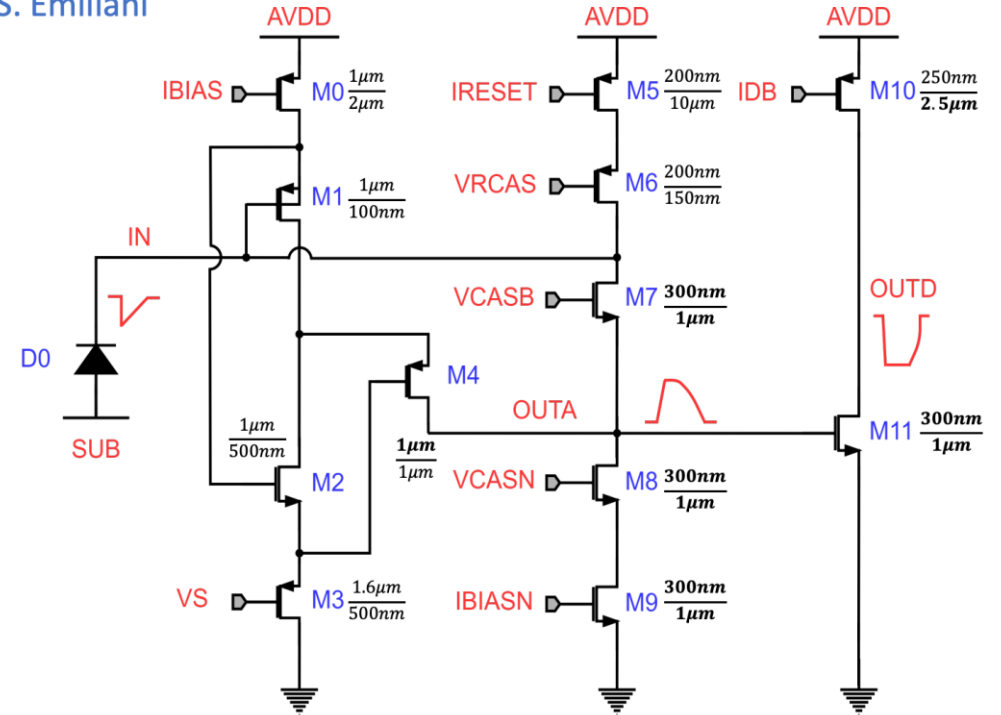 S. Emiliani
AVDD
AVDD
AVDD
IBIAS
M0 1μm
2μm
IRESET
M5 200nm
10μm
IDB
M10 250nm
2.5μm
M1 1μm
100nm
VRCAS
M6 200nm
150nm
IN
VCASB
M7 300nm
1μm
OUTD
D0
M4
OUTA
SUB
1μm
500nm
M2
1μm
1μm
VCASN
M8 300nm
1μm
M11 300nm
1μm
VS
M3 1.6μm
500nm
IBIASN
M9 300nm
1μm